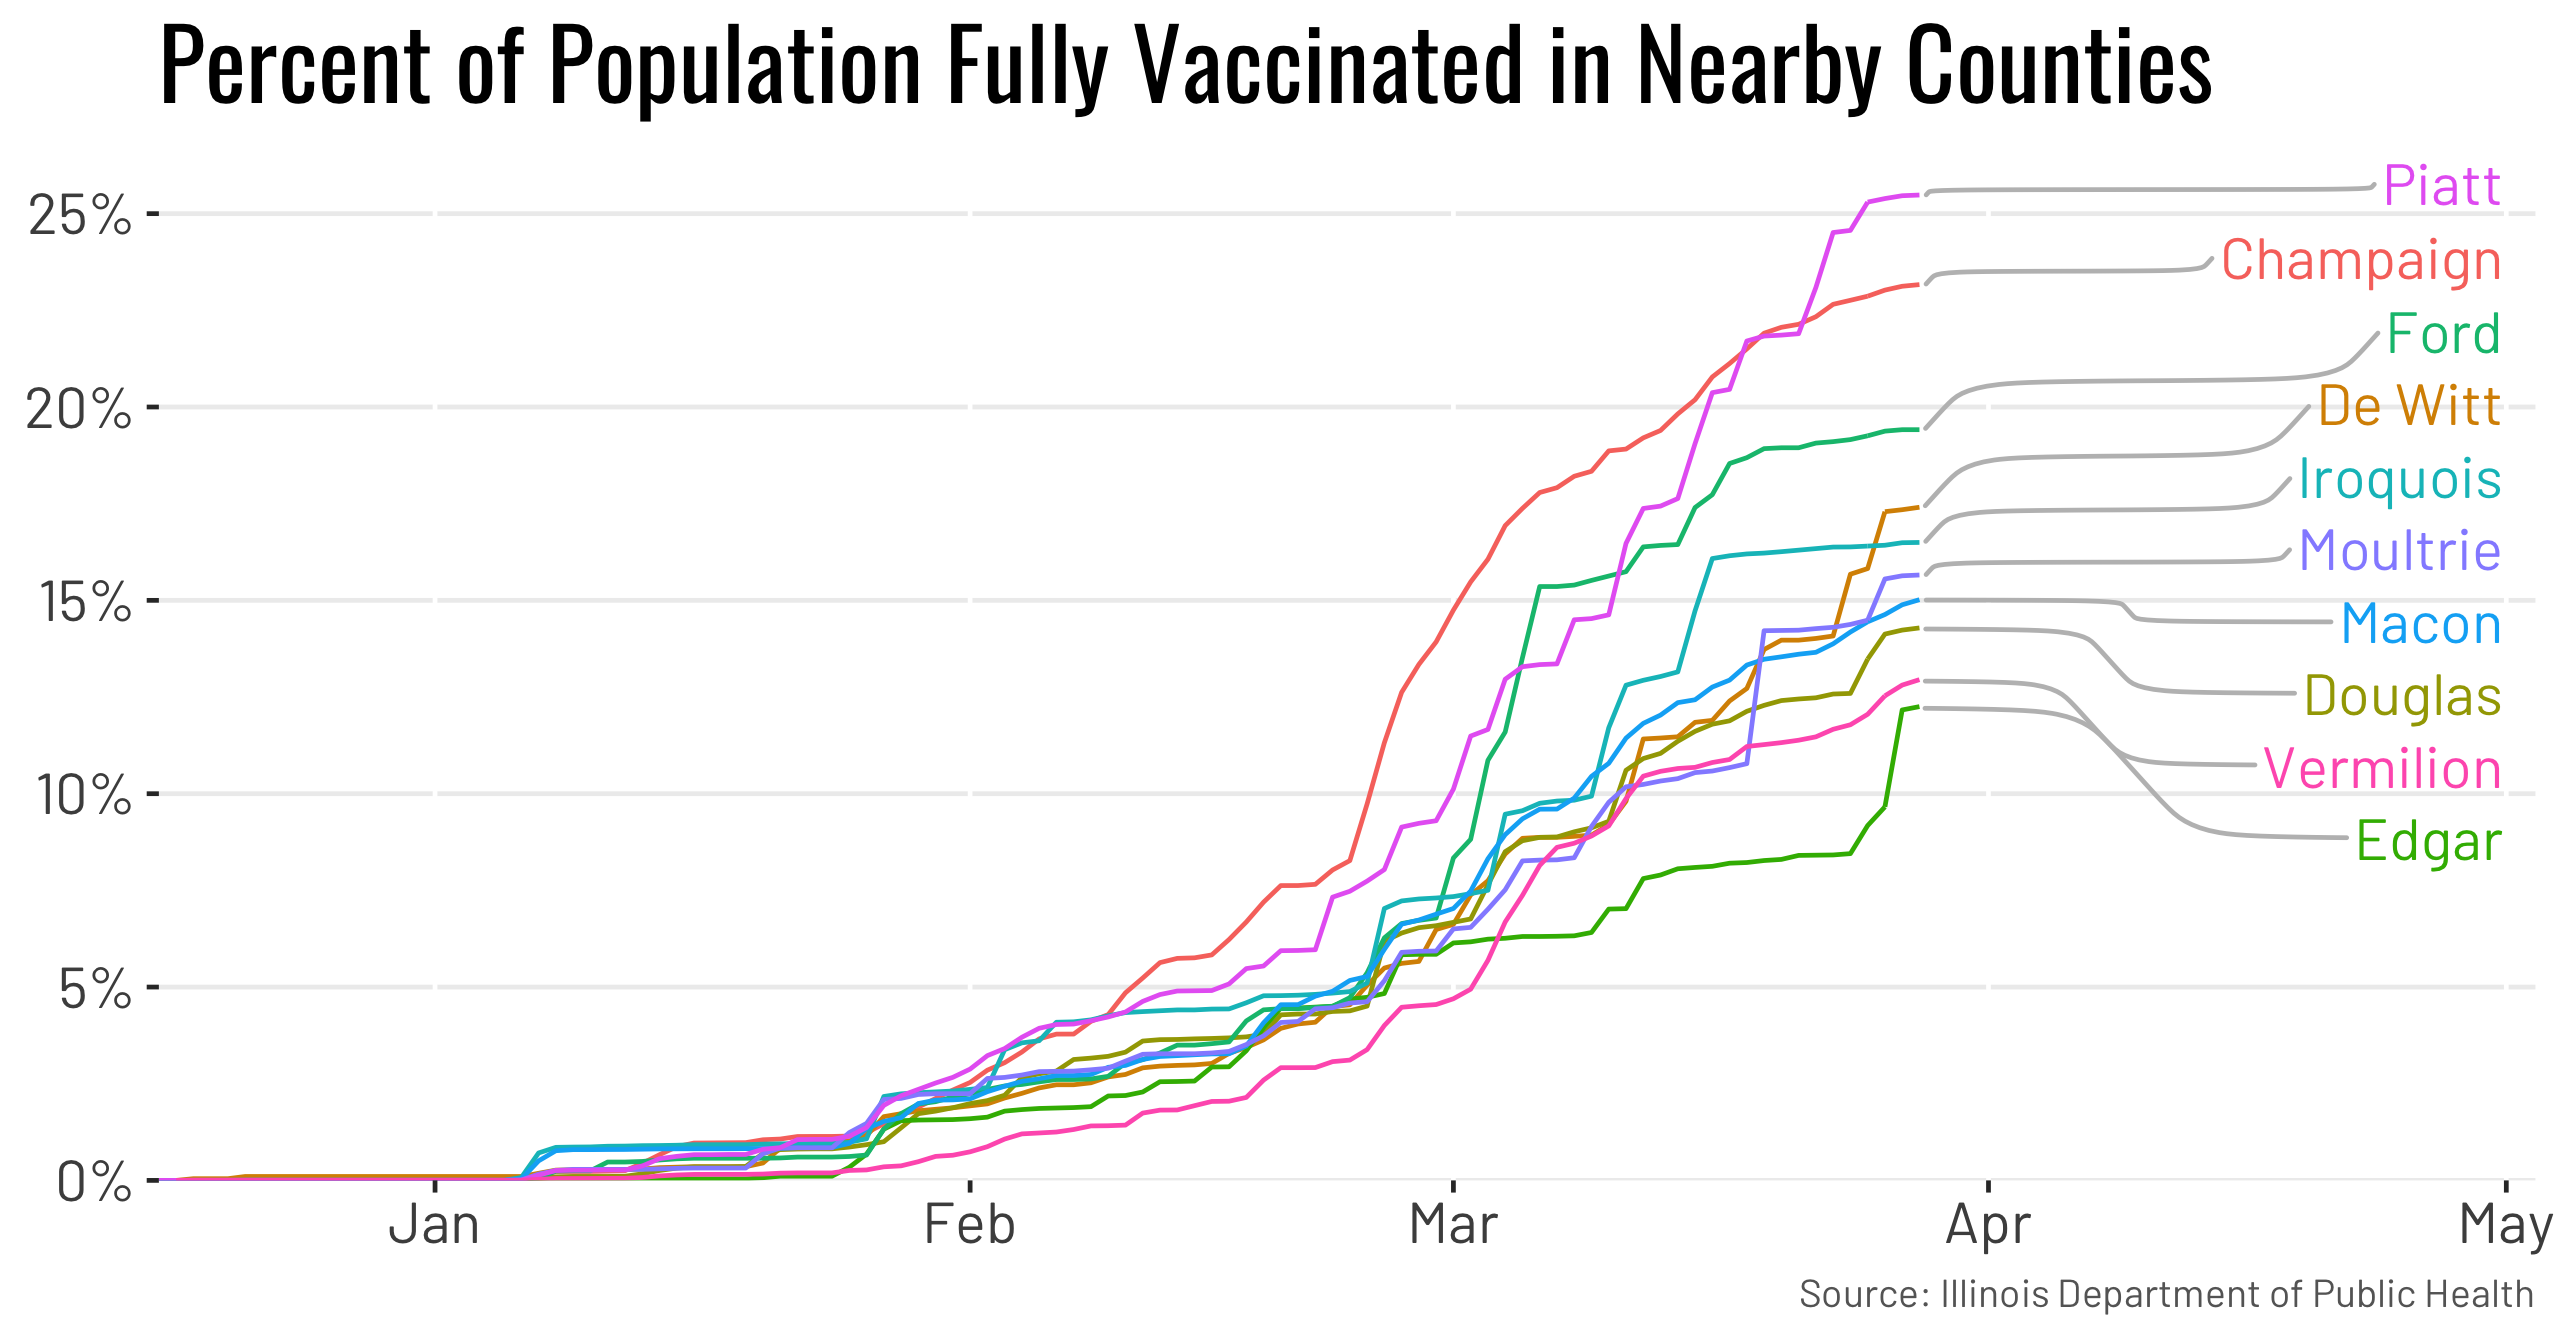 Percent of Population Fully Vaccinated in Nearby Counties
25%
20%
15%
10%
5%
0%
Piatt
Champaign
Ford
De Witt
Iroquois
Moultrie
Macon
Douglas
Vermilion
Edgar
Jan Feb Mar Apr May
Source: Illinois Department of Public Health